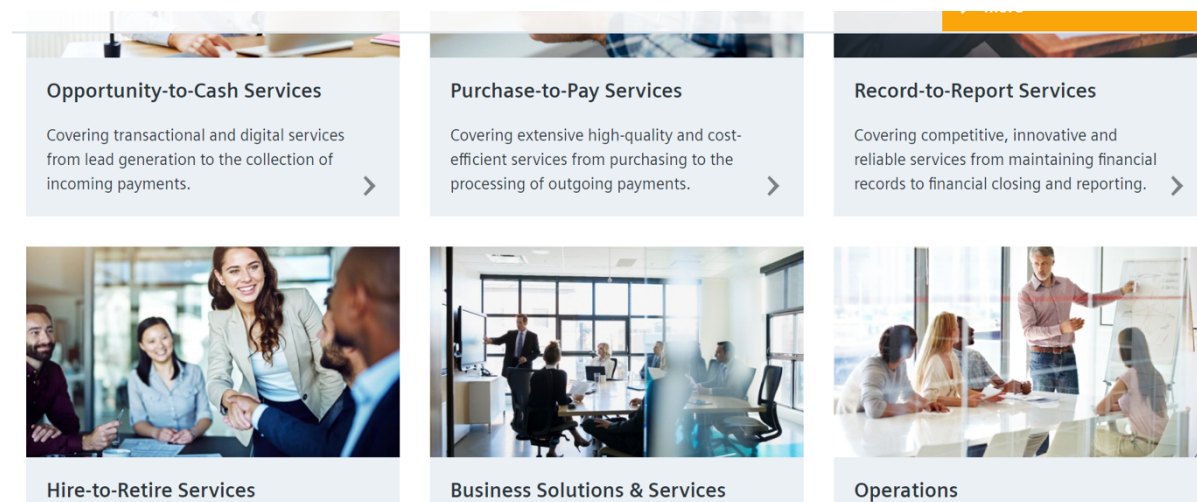 Opportunity-to-Cash Services
Covering transactional and digital services
from lead generation to the collection of
incoming payments.
Purchase-to-Pay Services
Covering extensive high-quality and cost-
efficient services from purchasing to the
processing of outgoing payments.
Record-to-Report Services
Covering competitive, innovative and
reliable services from maintaining financial
records to financial closing and reporting.
Hire-to-Retire Services
Business Solutions & Services
Operations